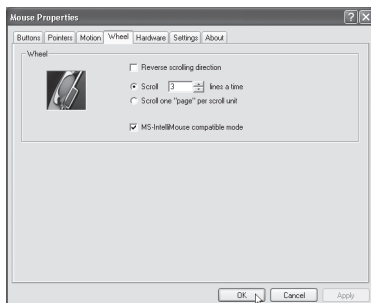 Mouse Properties
Buttons Pointers Motion Wheel Hardware Settings About
Wheel
Reverse scrolling direction
Scroll 3 lines a time
Scroll one "page" per scroll unit
MS-IntelliMouse compatible mode
OK Cancel Apply